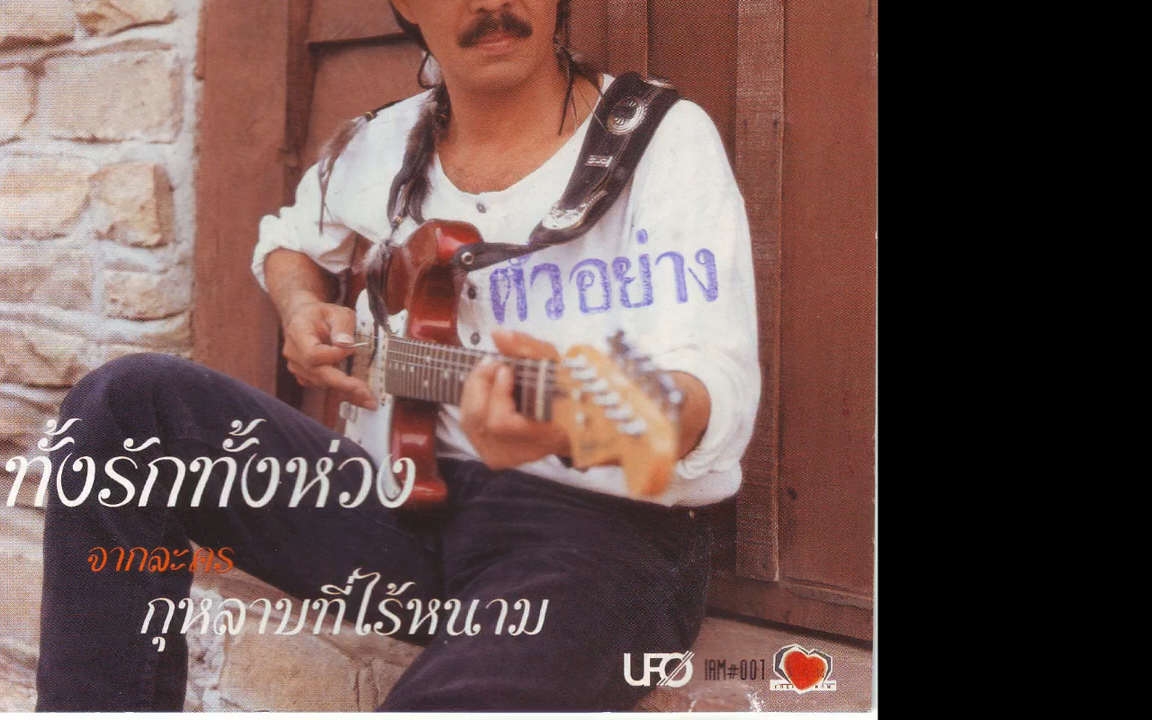 ตัวอย่าง
ทั้งรักทั้งห่วง
จากละคร
กุหลาบที่ไร้หนาม
UFO IAM#001